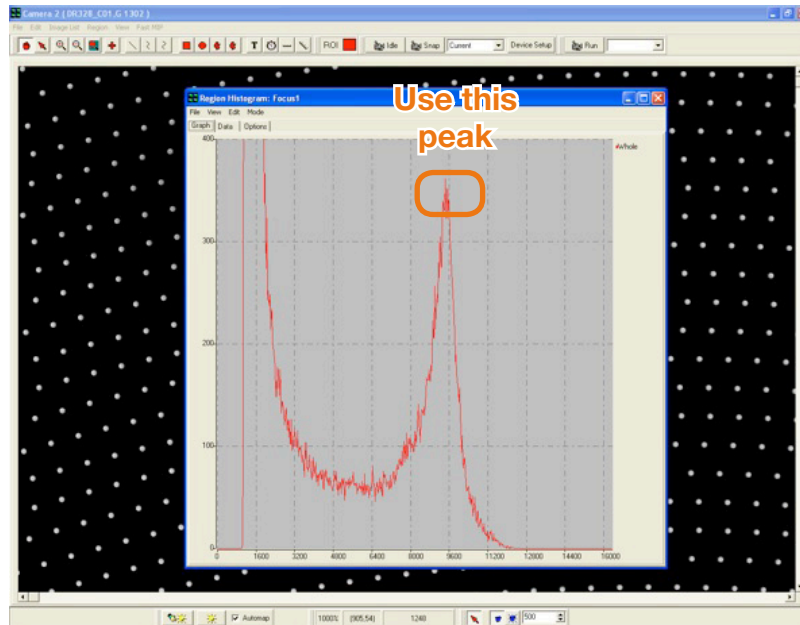 Camera 2 ( DR328_C01,G 1302 )
File Edit Image List Region View Fast MIP
T ROI Idle Snap Current Device Setup Run
Region Histogram: Focus1
Use this
peak
File View Edit Mode
Graph Data Options
400
Whole
300
200
100
0
0 1600 3200 4800 6400 8000 9600 11200 12800 14400 16000
Automap 1000% (905,54) 1248 500